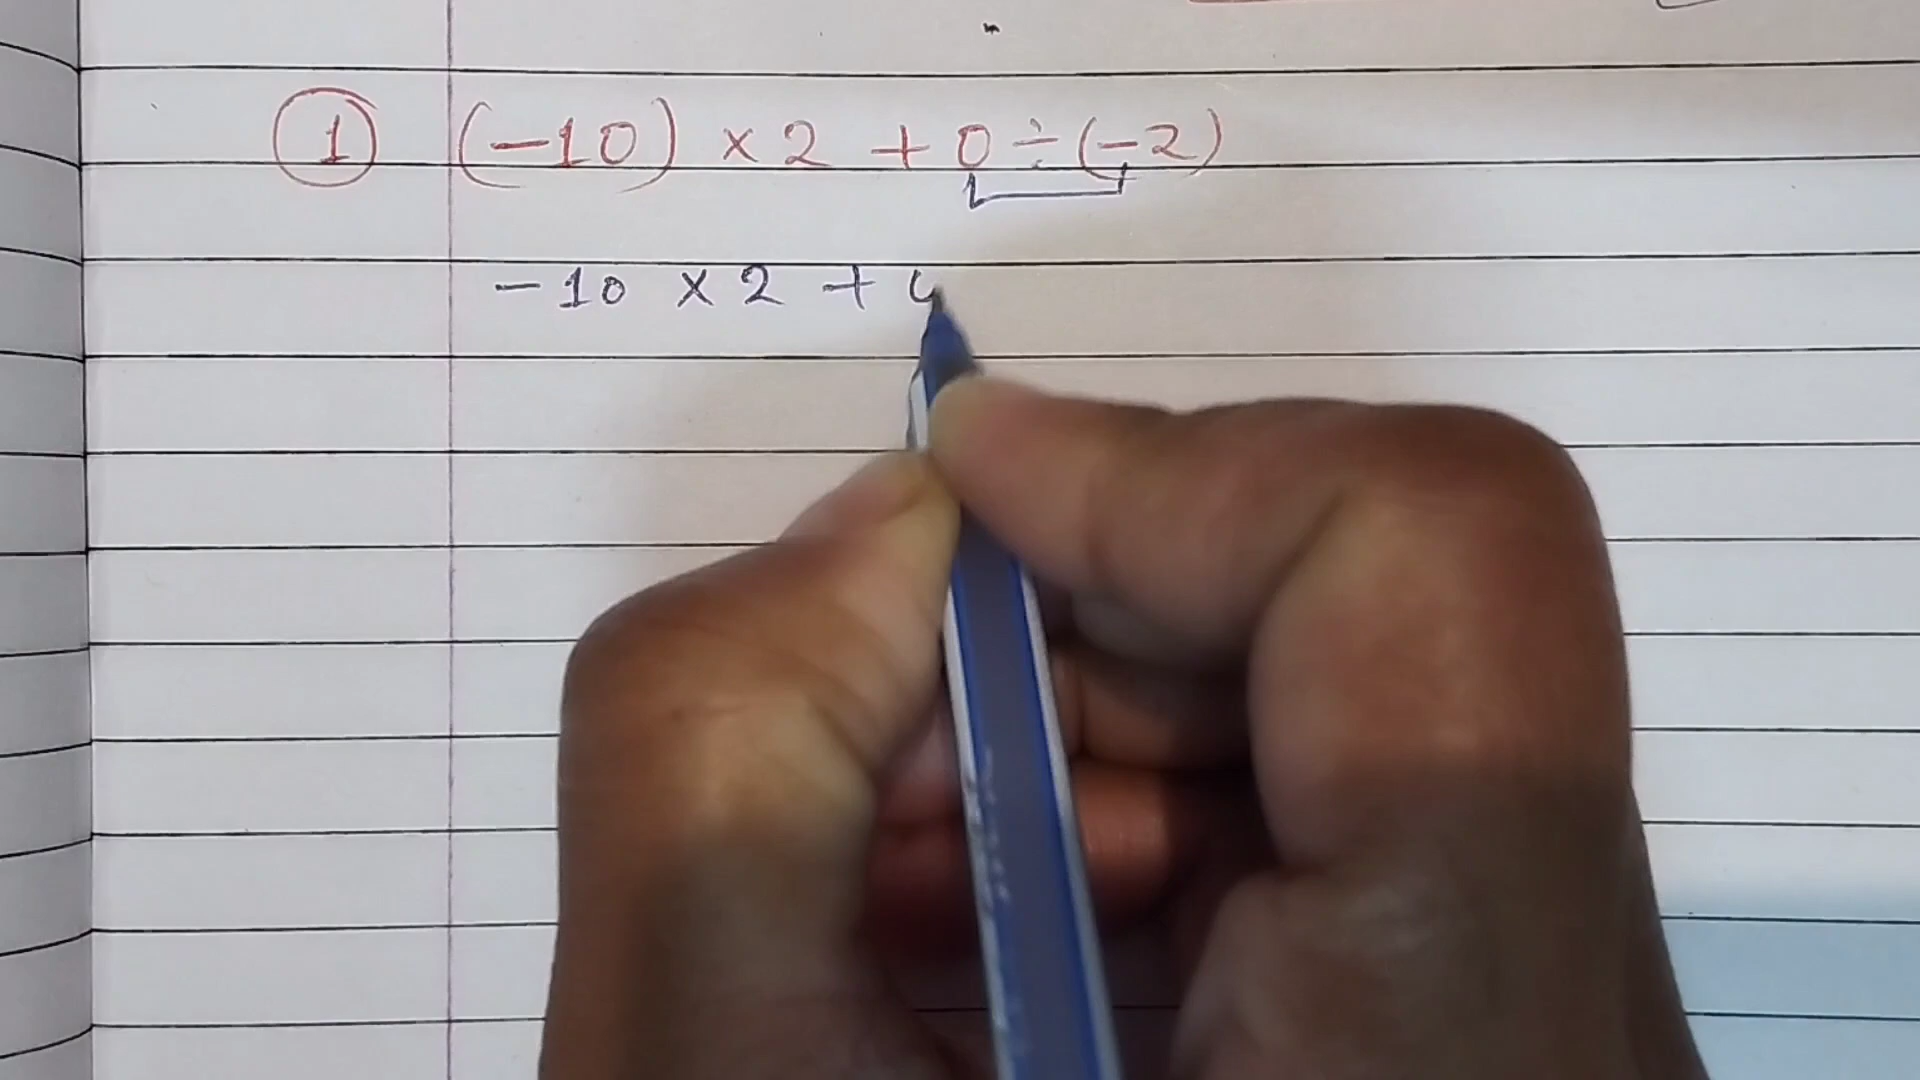 ① (-10) × 2 + 0 ÷ (-2)
-10 × 2 +